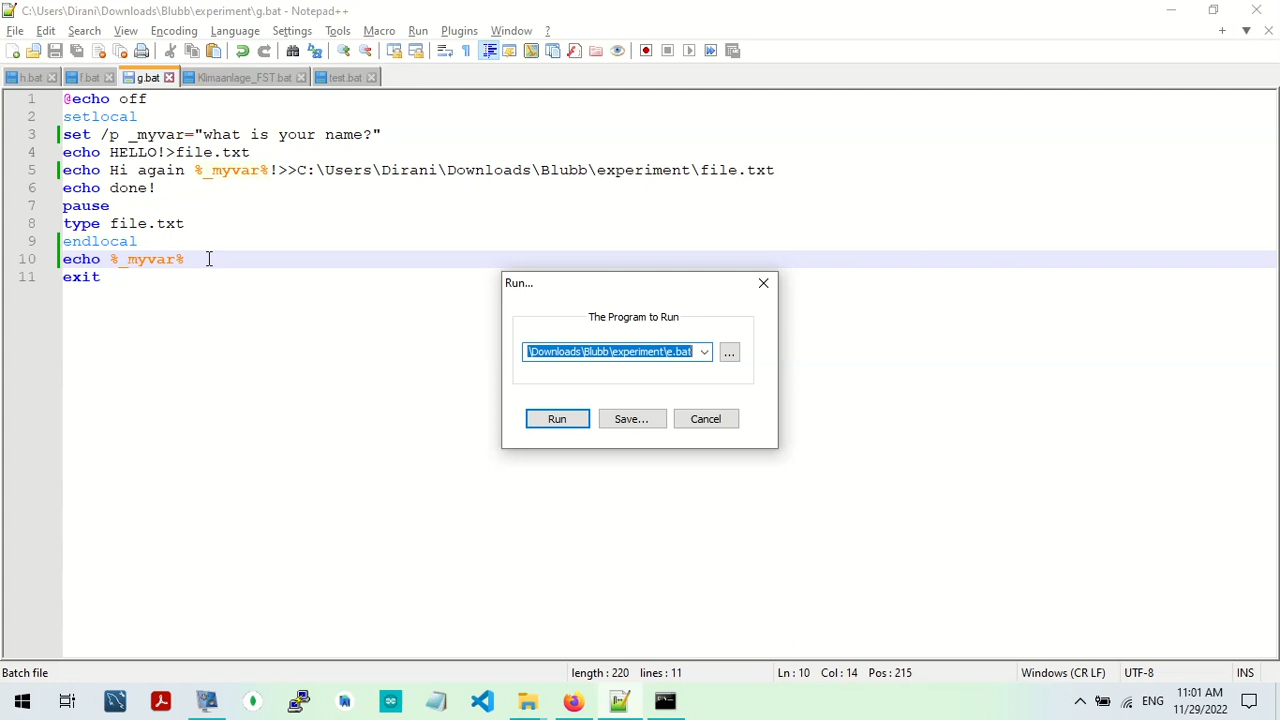 C:\Users\Dirani\Downloads\Blubb\experiment\g.bat - Notepad++
File Edit Search View Encoding Language Settings Tools Macro Run Plugins Window ?
h.bat f.bat g.bat Klimaanlage_FST.bat test.bat
1 @echo off
2 setlocal
3 set /p _myvar="what is your name?"
4 echo HELLO!>file.txt
5 echo Hi again %_myvar%!>>C:\Users\Dirani\Downloads\Blubb\experiment\file.txt
6 echo done!
7 pause
8 type file.txt
9 endlocal
10 echo %_myvar%
11 exit
Run...
The Program to Run
\Downloads\Blubb\experiment\e.bat
...
Run Save... Cancel
Batch file length : 220 lines : 11 Ln : 10 Col : 14 Pos : 215 Windows (CR LF) UTF-8 INS
ENG 11:01 AM
11/29/2022